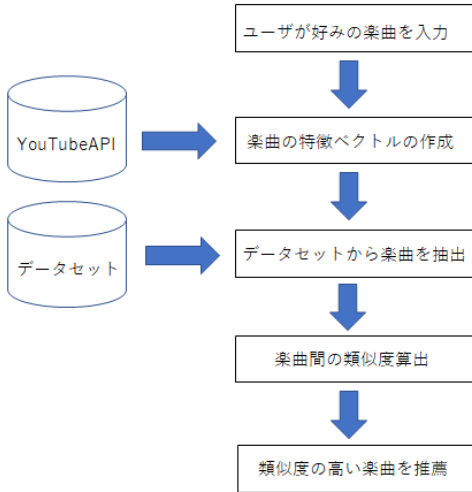 ユーザが好みの楽曲を入力
YouTubeAPI
楽曲の特徴ベクトルの作成
データセット
データセットから楽曲を抽出
楽曲間の類似度算出
類似度の高い楽曲を推薦